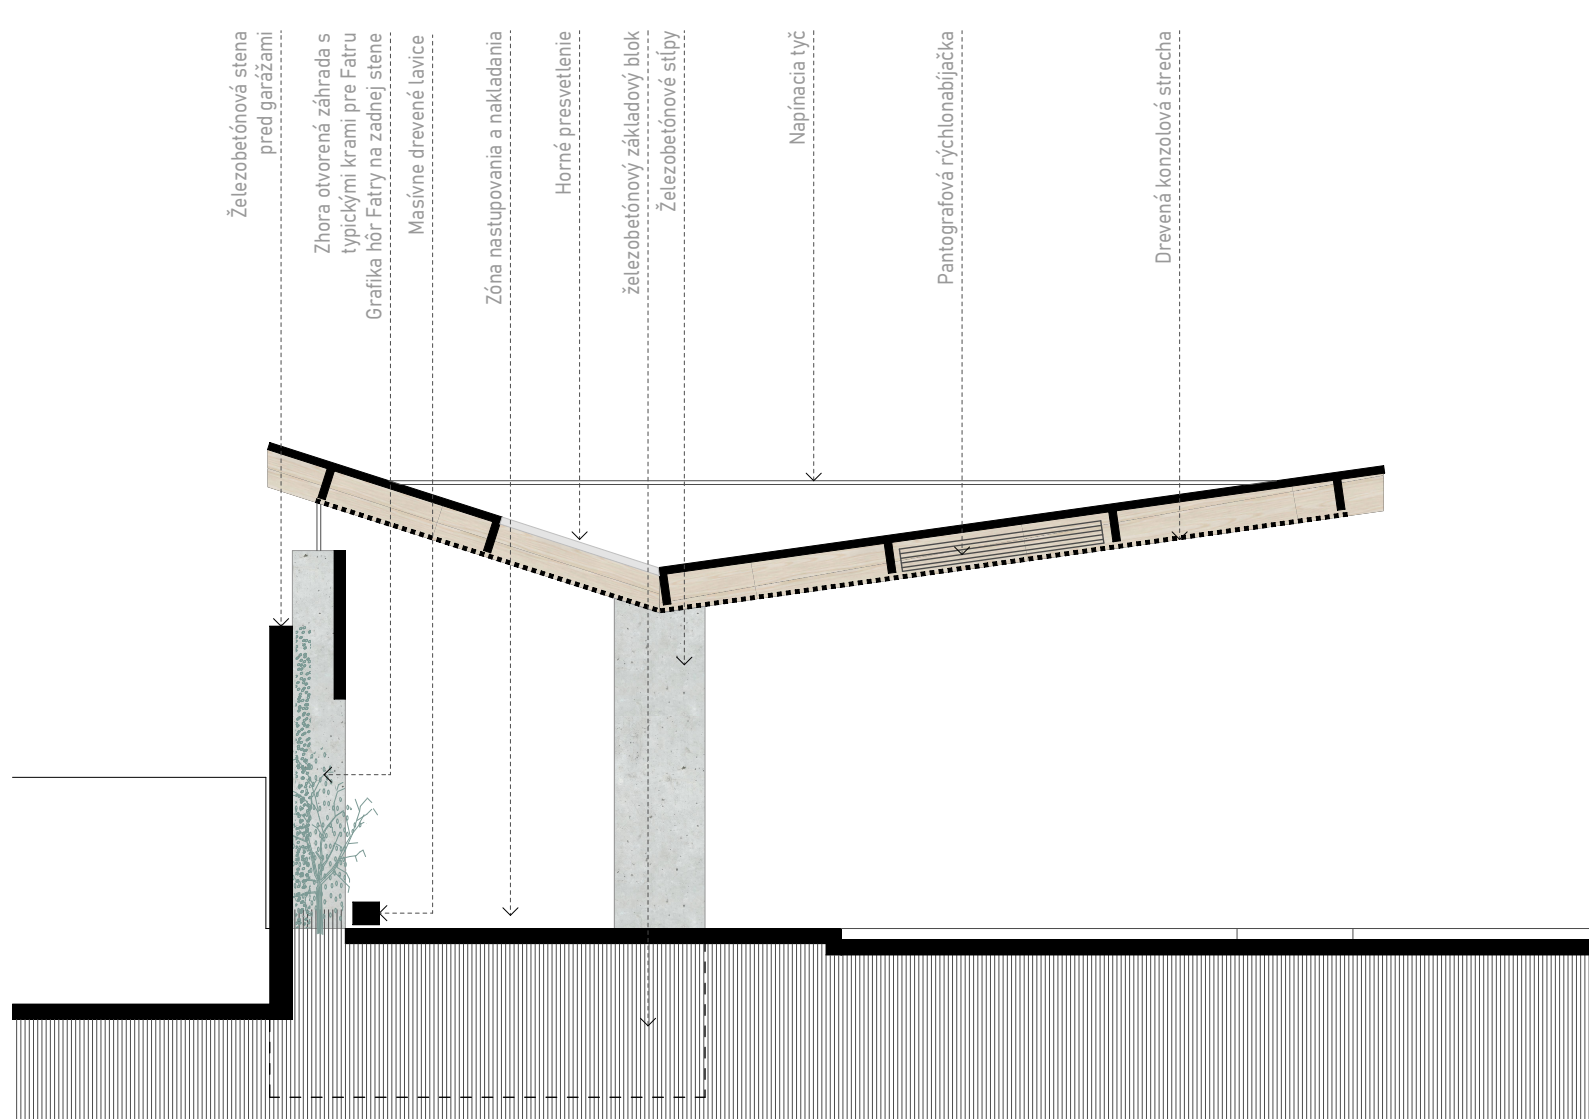 Železobetónová stena
pred garážami
Zhora otvorená záhrada s
typickými krami pre Fatru
Grafika hôr Fatry na zadnej stene
Masívne drevené lavice
Zóna nastupovania a nakladania
Horné presvetlenie
železobetónový základový blok
Železobetónové stĺpy
Napínacia tyč
Pantografová rýchlonabíjačka
Drevená konzolová strecha